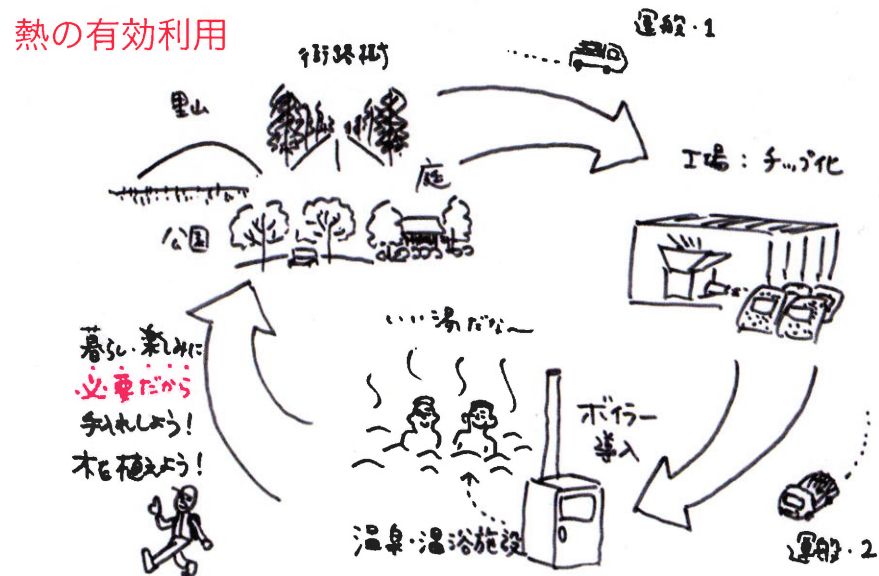 熱の有効利用
街路樹
運般・1
里山
工場：チップ化
庭
公園
いい湯だな〜
暮らし・楽しみに
必要だから
手入れしよう！
木を植えよう！
ボイラー
導入
温泉・温浴施設
運般・2